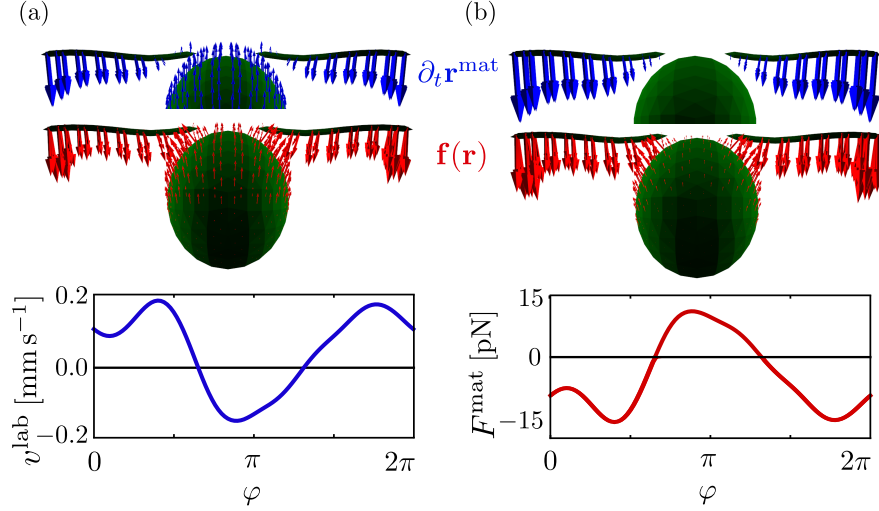 (a)
(b)
∂ₜr^mat
f(r)
v^lab [mm s⁻¹]
0.2
0.0
−0.2
0
π
2π
φ
F^mat [pN]
15
0
−15
0
π
2π
φ